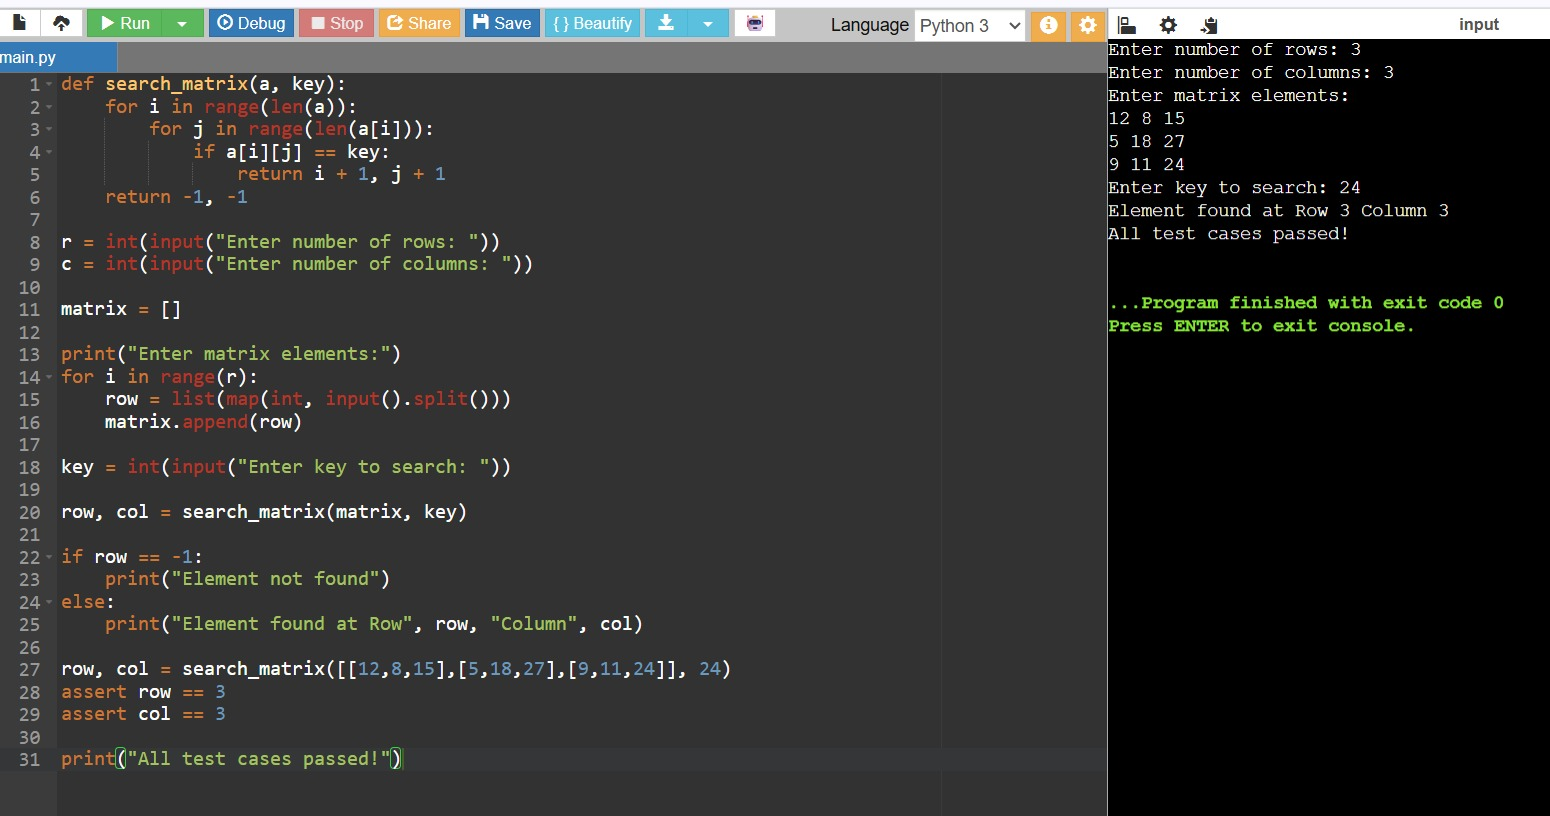 Run Debug Stop Share Save { } Beautify Language Python 3 input
main.py
1 def search_matrix(a, key):
2     for i in range(len(a)):
3         for j in range(len(a[i])):
4             if a[i][j] == key:
5                 return i + 1, j + 1
6     return -1, -1
7
8 r = int(input("Enter number of rows: "))
9 c = int(input("Enter number of columns: "))
10
11 matrix = []
12
13 print("Enter matrix elements:")
14 for i in range(r):
15     row = list(map(int, input().split()))
16     matrix.append(row)
17
18 key = int(input("Enter key to search: "))
19
20 row, col = search_matrix(matrix, key)
21
22 if row == -1:
23     print("Element not found")
24 else:
25     print("Element found at Row", row, "Column", col)
26
27 row, col = search_matrix([[12,8,15],[5,18,27],[9,11,24]], 24)
28 assert row == 3
29 assert col == 3
30
31 print("All test cases passed!")
Enter number of rows: 3
Enter number of columns: 3
Enter matrix elements:
12 8 15
5 18 27
9 11 24
Enter key to search: 24
Element found at Row 3 Column 3
All test cases passed!
...Program finished with exit code 0
Press ENTER to exit console.